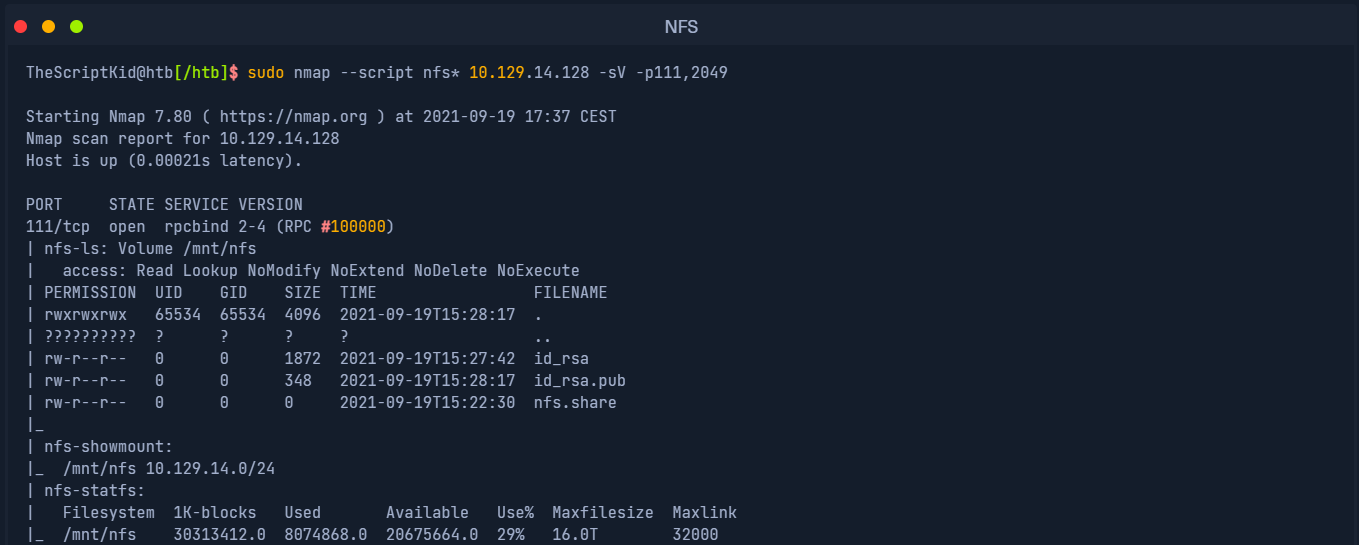 NFS
TheScriptKid@htb[/htb]$ sudo nmap --script nfs* 10.129.14.128 -sV -p111,2049
Starting Nmap 7.80 ( https://nmap.org ) at 2021-09-19 17:37 CEST
Nmap scan report for 10.129.14.128
Host is up (0.00021s latency).
PORT     STATE SERVICE VERSION
111/tcp  open  rpcbind 2-4 (RPC #100000)
| nfs-ls: Volume /mnt/nfs
|   access: Read Lookup NoModify NoExtend NoDelete NoExecute
| PERMISSION  UID    GID    SIZE  TIME                 FILENAME
| rwxrwxrwx   65534  65534  4096  2021-09-19T15:28:17  .
| ??????????  ?      ?      ?     ?                    ..
| rw-r--r--   0      0      1872  2021-09-19T15:27:42  id_rsa
| rw-r--r--   0      0      348   2021-09-19T15:28:17  id_rsa.pub
| rw-r--r--   0      0      0     2021-09-19T15:22:30  nfs.share
|_
| nfs-showmount:
|_  /mnt/nfs 10.129.14.0/24
| nfs-statfs:
|   Filesystem  1K-blocks   Used       Available   Use%  Maxfilesize  Maxlink
|_  /mnt/nfs    30313412.0  8074868.0  20675664.0  29%   16.0T        32000